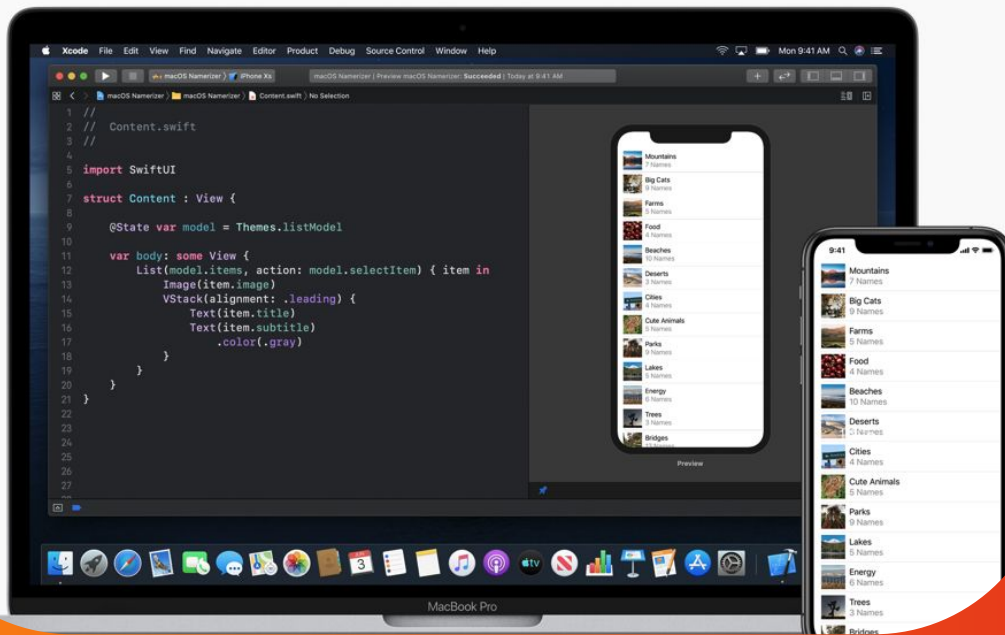 Xcode File Edit View Find Navigate Editor Product Debug Source Control Window Help
Mon 9:41 AM
macOS Namerizer iPhone Xs
macOS Namerizer | Preview macOS Namerizer: Succeeded | Today at 9:41 AM
macOS Namerizer macOS Namerizer Content.swift No Selection
1 //
2 // Content.swift
3 //
4
5 import SwiftUI
6
7 struct Content : View {
8
9 @State var model = Themes.listModel
10
11 var body: some View {
12 List(model.items, action: model.selectItem) { item in
13 Image(item.image)
14 VStack(alignment: .leading) {
15 Text(item.title)
16 Text(item.subtitle)
17 .color(.gray)
18 }
19 }
20 }
21 }
22
23
24
25
26
27
Mountains
7 Names
Big Cats
9 Names
Farms
5 Names
Food
4 Names
Beaches
10 Names
Deserts
3 Names
Cities
4 Names
Cute Animals
5 Names
Parks
9 Names
Lakes
5 Names
Energy
6 Names
Trees
3 Names
Bridges
Preview
3
tv
MacBook Pro
9:41
Mountains
7 Names
Big Cats
9 Names
Farms
5 Names
Food
4 Names
Beaches
10 Names
Deserts
3 Names
Cities
4 Names
Cute Animals
5 Names
Parks
9 Names
Lakes
5 Names
Energy
6 Names
Trees
3 Names
Bridges